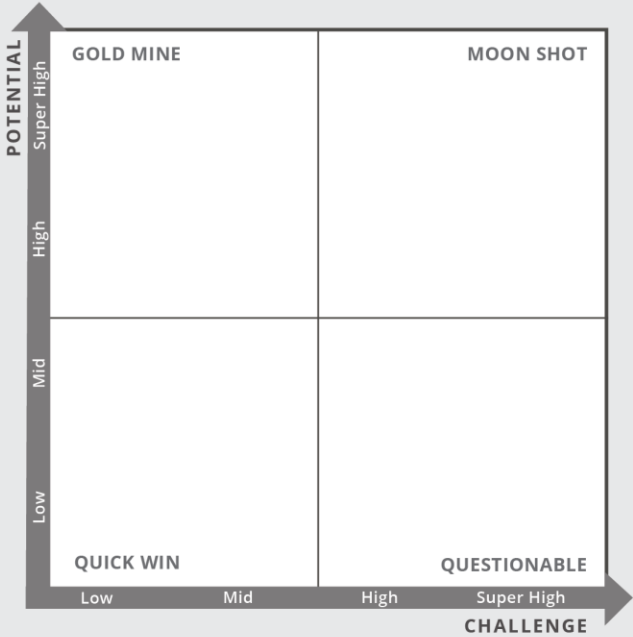 POTENTIAL
Super High
High
Mid
Low
GOLD MINE
MOON SHOT
QUICK WIN
QUESTIONABLE
Low
Mid
High
Super High
CHALLENGE